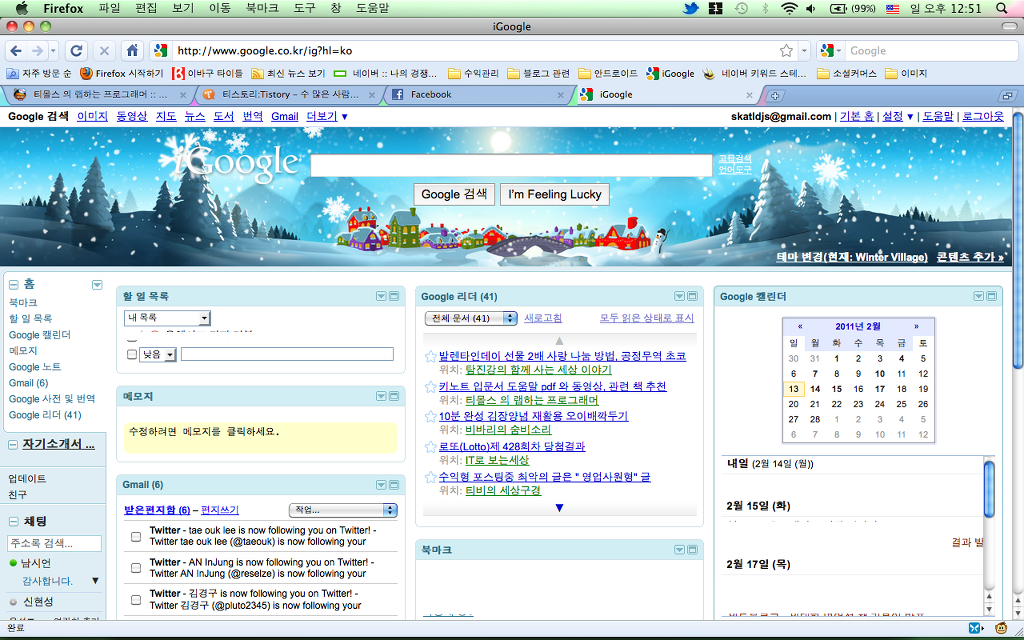 Firefox 파일 편집 보기 이동 북마크 도구 창 도움말 (99%) 일 오후 12:51
iGoogle
http://www.google.co.kr/ig?hl=ko Google
자주 방문 순 Firefox 시작하기 이바구 타이틀 최신 뉴스 보기 네이버 :: 나의 경쟁... 수익관리 블로그 관련 안드로이드 iGoogle 네이버 키워드 스테... 소셜커머스 이미지
티몰스 의 랩하는 프로그래머 :: ... 티스토리:Tistory - 수 많은 사람... Facebook iGoogle
Google 검색 이미지 동영상 지도 뉴스 도서 번역 Gmail 더보기 ▼ skatldjs@gmail.com | 기본 홈 | 설정 ▼ | 도움말 | 로그아웃
iGoogle
고급검색
언어도구
Google 검색 I'm Feeling Lucky
테마 변경(현재: Winter Village) 콘텐츠 추가 »
홈
북마크
할 일 목록
Google 캘린더
메모지
Google 노트
Gmail (6)
Google 사전 및 번역
Google 리더 (41)
자기소개서 ...
업데이트
친구
채팅
주소록 검색...
남시언
감사합니다. ▼
신현성
할 일 목록
내 목록
낮음
메모지
수정하려면 메모지를 클릭하세요.
Gmail (6)
받은편지함 (6) – 편지쓰기 작업...
Twitter - tae ouk lee is now following you on Twitter! -
Twitter tae ouk lee (@taeouk) is now following your
Twitter - AN InJung is now following you on Twitter! -
Twitter AN InJung (@reselze) is now following your
Twitter - 김경구 is now following you on Twitter! -
Twitter 김경구 (@pluto2345) is now following your
Google 리더 (41)
전체 문서 (41) 새로고침 모두 읽은 상태로 표시
발렌타인데이 선물 2배 사랑 나눔 방법, 공정무역 초코
위치: 탐진강의 함께 사는 세상 이야기
키노트 입문서 도움말 pdf 와 동영상, 관련 책 추천
위치: 티몰스 의 랩하는 프로그래머
10분 완성 김장양념 재활용 오이배깍두기
위치: 비바리의 숨비소리
로또(Lotto)제 428회차 당첨결과
위치: IT로 보는세상
수익형 포스팅중 최악의 글은 " 영업사원형" 글
위치: 티비의 세상구경
▼
북마크
Google 캘린더
« 2011년 2월 »
일 월 화 수 목 금 토
30 31 1 2 3 4 5
6 7 8 9 10 11 12
13 14 15 16 17 18 19
20 21 22 23 24 25 26
27 28 1 2 3 4 5
6 7 8 9 10 11 12
내일 (2월 14일 (월))
2월 15일 (화)
결과 발
2월 17일 (목)
완료